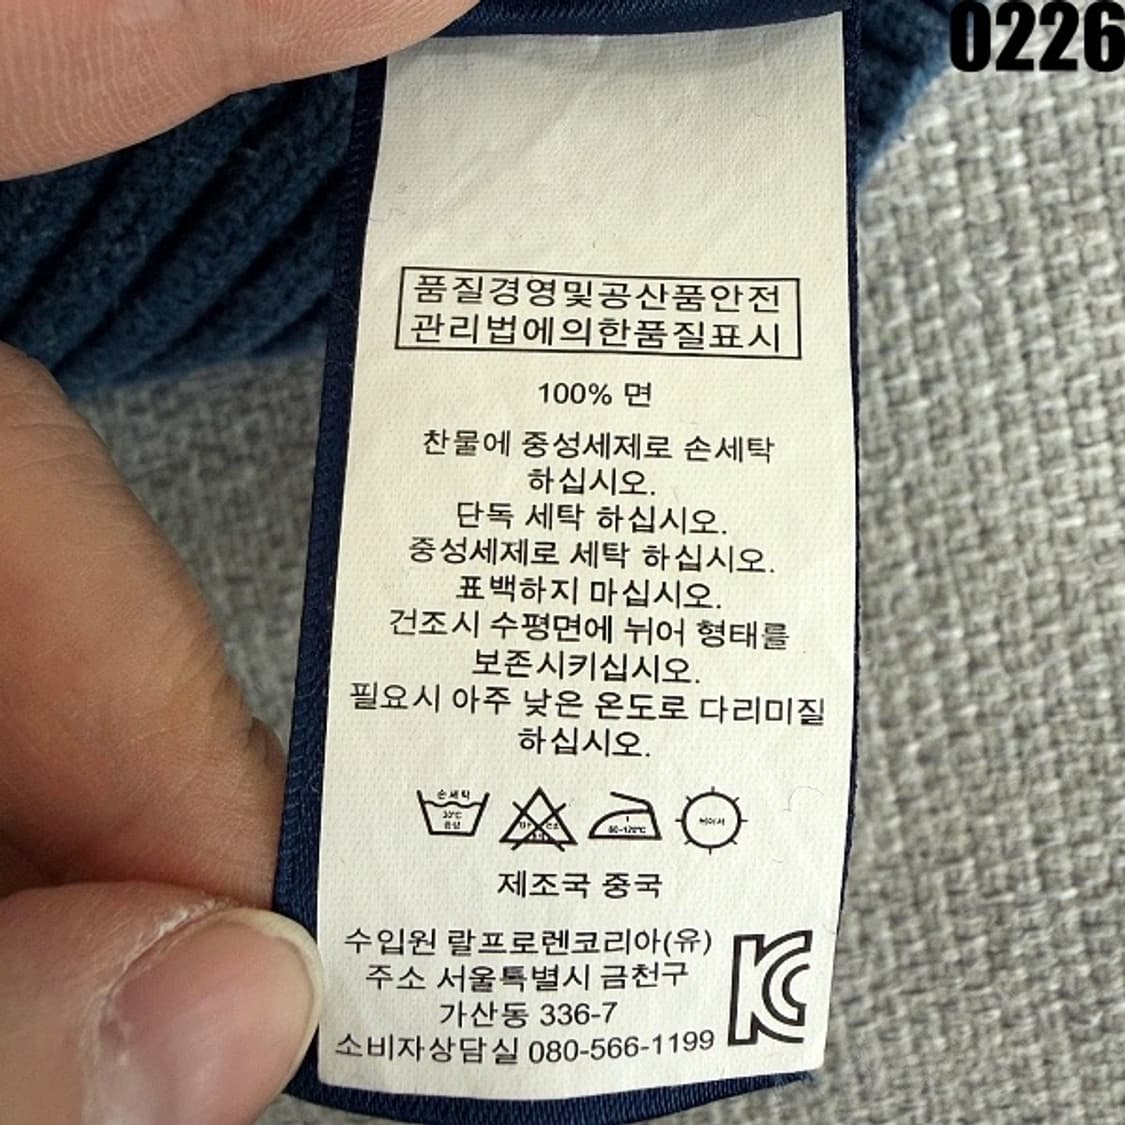 0226
품질경영및공산품안전
관리법에의한품질표시
100% 면
찬물에 중성세제로 손세탁
하십시오.
단독 세탁 하십시오.
중성세제로 세탁 하십시오.
표백하지 마십시오.
건조시 수평면에 뉘어 형태를
보존시키십시오.
필요시 아주 낮은 온도로 다리미질
하십시오.
손세탁
30°C
중성
80~120°C
뉘어서
제조국 중국
수입원 랄프로렌코리아(유)
주소 서울특별시 금천구
가산동 336-7
소비자상담실 080-566-1199
KC